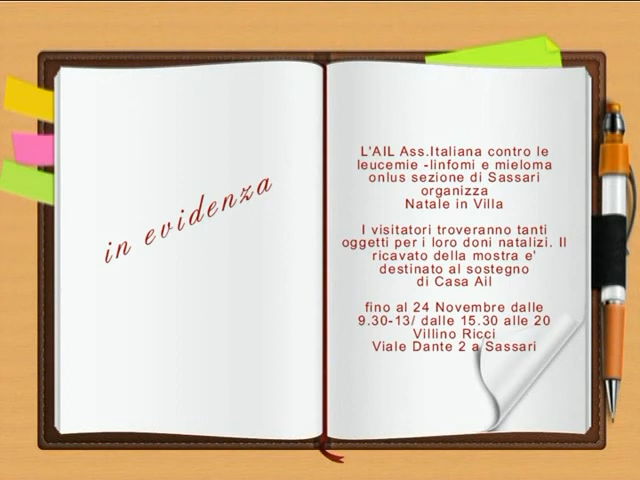 in evidenza
L'AIL Ass.Italiana contro le
leucemie -linfomi e mieloma
onlus sezione di Sassari
organizza
Natale in Villa
I visitatori troveranno tanti
oggetti per i loro doni natalizi. Il
ricavato della mostra e'
destinato al sostegno
di Casa Ail
fino al 24 Novembre dalle
9.30-13/ dalle 15.30 alle 20
Villino Ricci
Viale Dante 2 a Sassari